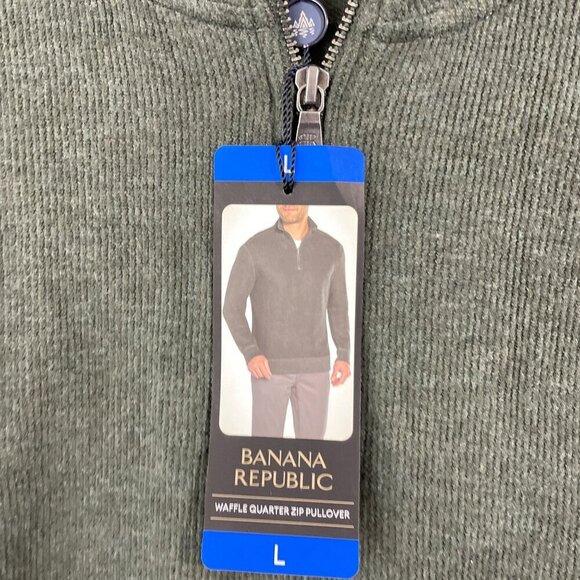 L
BANANA
REPUBLIC
WAFFLE QUARTER ZIP PULLOVER
L